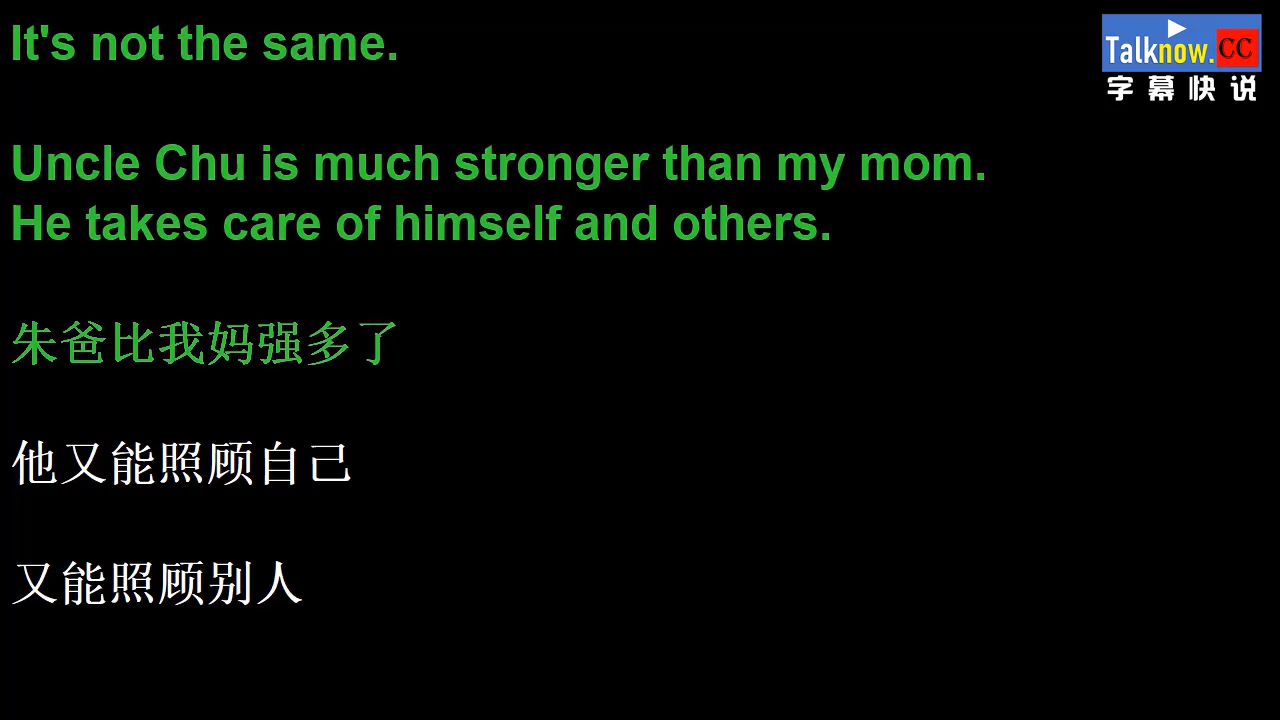 It's not the same.
Talknow.CC
字幕快说
Uncle Chu is much stronger than my mom.
He takes care of himself and others.
朱爸比我妈强多了
他又能照顾自己
又能照顾别人